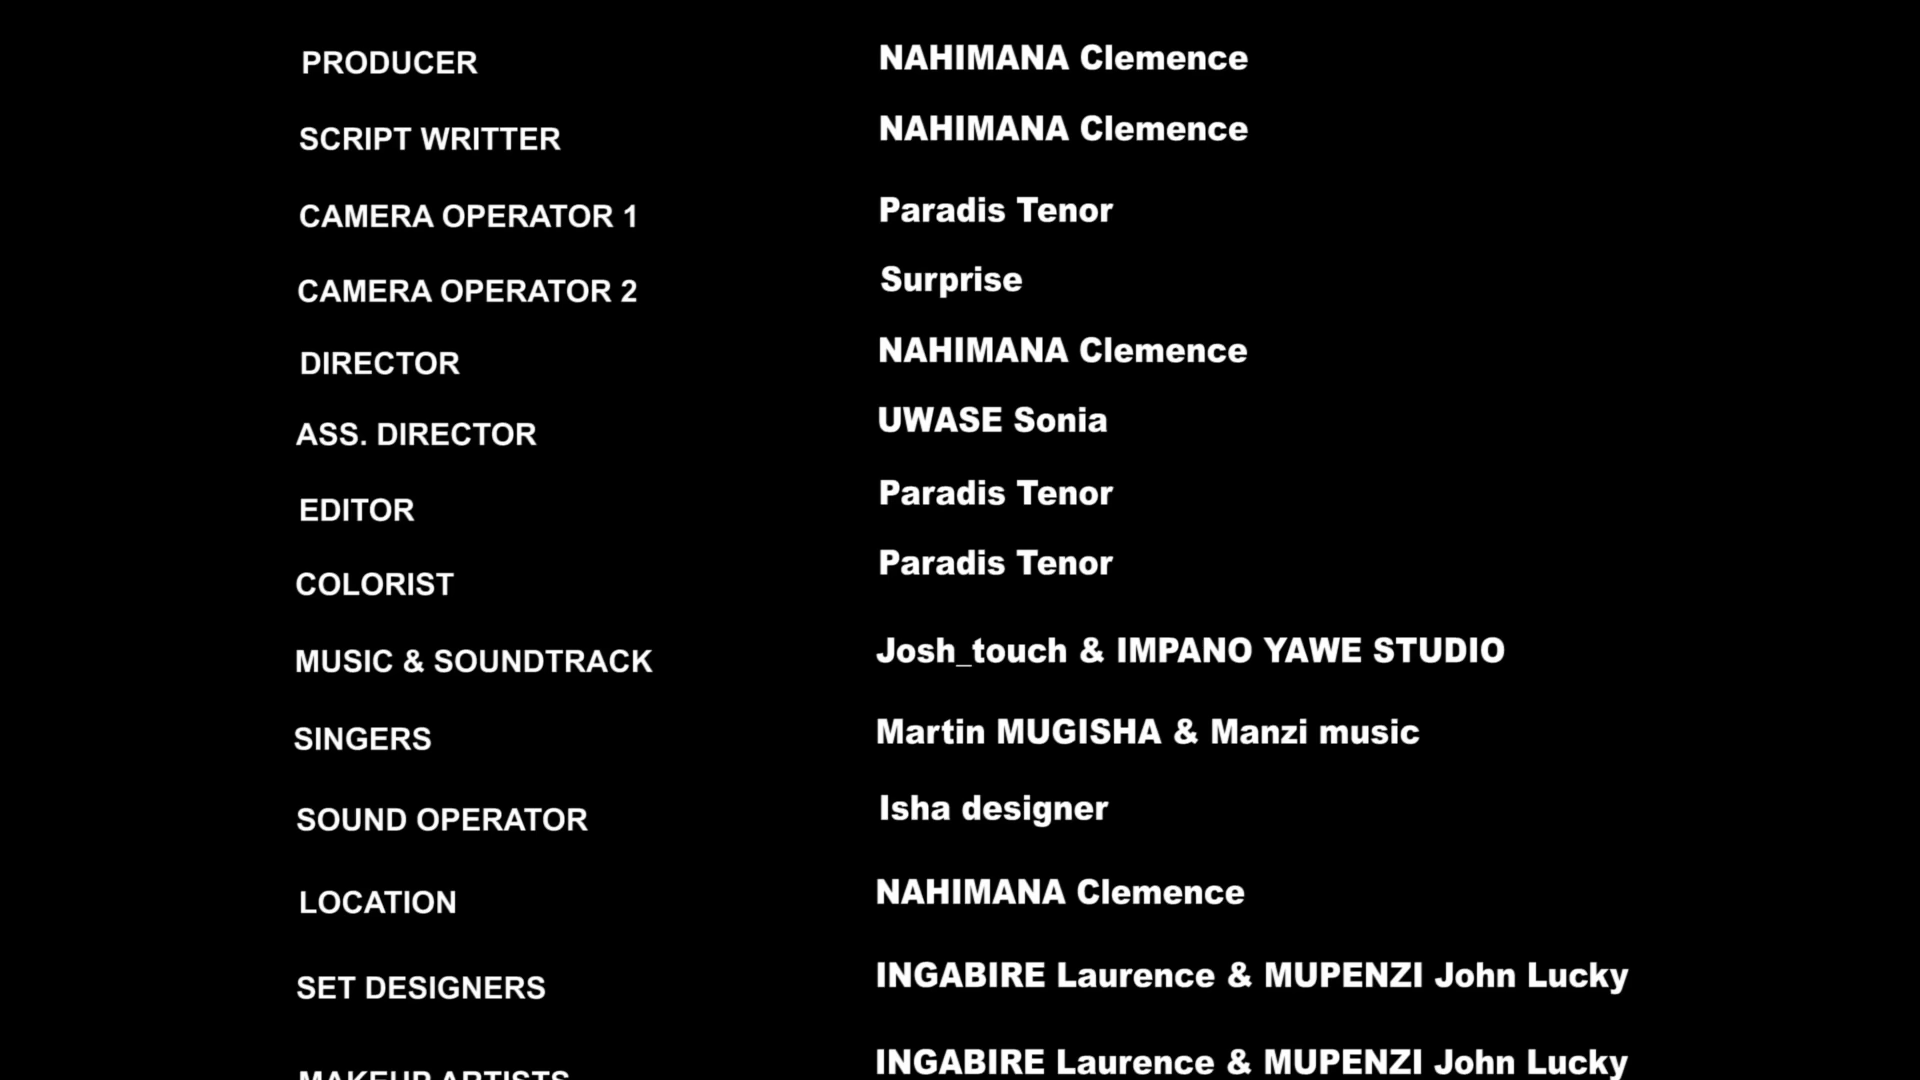 PRODUCER NAHIMANA Clemence
SCRIPT WRITTER NAHIMANA Clemence
CAMERA OPERATOR 1 Paradis Tenor
CAMERA OPERATOR 2 Surprise
DIRECTOR NAHIMANA Clemence
ASS. DIRECTOR UWASE Sonia
EDITOR Paradis Tenor
COLORIST Paradis Tenor
MUSIC & SOUNDTRACK Josh_touch & IMPANO YAWE STUDIO
SINGERS Martin MUGISHA & Manzi music
SOUND OPERATOR Isha designer
LOCATION NAHIMANA Clemence
SET DESIGNERS INGABIRE Laurence & MUPENZI John Lucky
MAKEUP ARTISTS INGABIRE Laurence & MUPENZI John Lucky